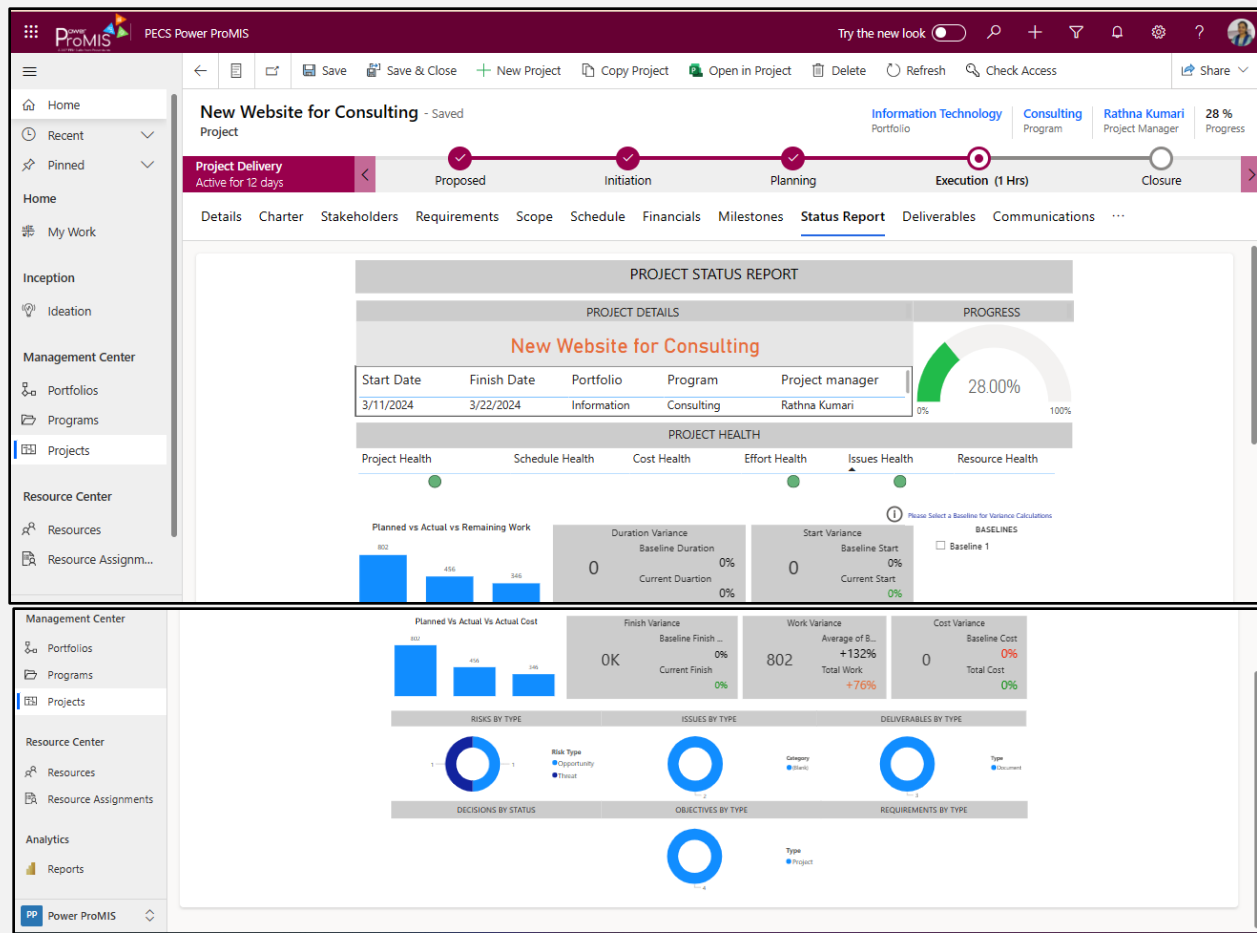 Power ProMIS
PECS Power ProMIS
Try the new look
Save
Save & Close
New Project
Copy Project
Open in Project
Delete
Refresh
Check Access
Share
Home
Recent
Pinned
Home
My Work
Inception
Ideation
Management Center
Portfolios
Programs
Projects
Resource Center
Resources
Resource Assignm...
New Website for Consulting - Saved
Project
Information Technology
Portfolio
Consulting
Program
Rathna Kumari
Project Manager
28 %
Progress
Project Delivery
Active for 12 days
Proposed
Initiation
Planning
Execution (1 Hrs)
Closure
Details Charter Stakeholders Requirements Scope Schedule Financials Milestones Status Report Deliverables Communications ...
PROJECT STATUS REPORT
PROJECT DETAILS
PROGRESS
New Website for Consulting
Start Date Finish Date Portfolio Program Project manager
3/11/2024 3/22/2024 Information Consulting Rathna Kumari
28.00%
0%
100%
PROJECT HEALTH
Project Health Schedule Health Cost Health Effort Health Issues Health Resource Health
Please Select a Baseline for Variance Calculations
BASELINES
Baseline 1
Planned vs Actual vs Remaining Work
802
456
346
Duration Variance
0
Baseline Duration
0%
Current Duartion
0%
Start Variance
0
Baseline Start
0%
Current Start
0%
Management Center
Portfolios
Programs
Projects
Resource Center
Resources
Resource Assignments
Analytics
Reports
PP Power ProMIS
Planned Vs Actual Vs Actual Cost
802
456
346
Finish Variance
0K
Baseline Finish ...
0%
Current Finish
0%
Work Variance
802
Average of B...
+132%
Total Work
+76%
Cost Variance
0
Baseline Cost
0%
Total Cost
0%
RISKS BY TYPE
ISSUES BY TYPE
DELIVERABLES BY TYPE
1
1
Risk Type
Opportunity
Threat
2
Category
(Blank)
3
Type
Document
DECISIONS BY STATUS
OBJECTIVES BY TYPE
REQUIREMENTS BY TYPE
4
Type
Project